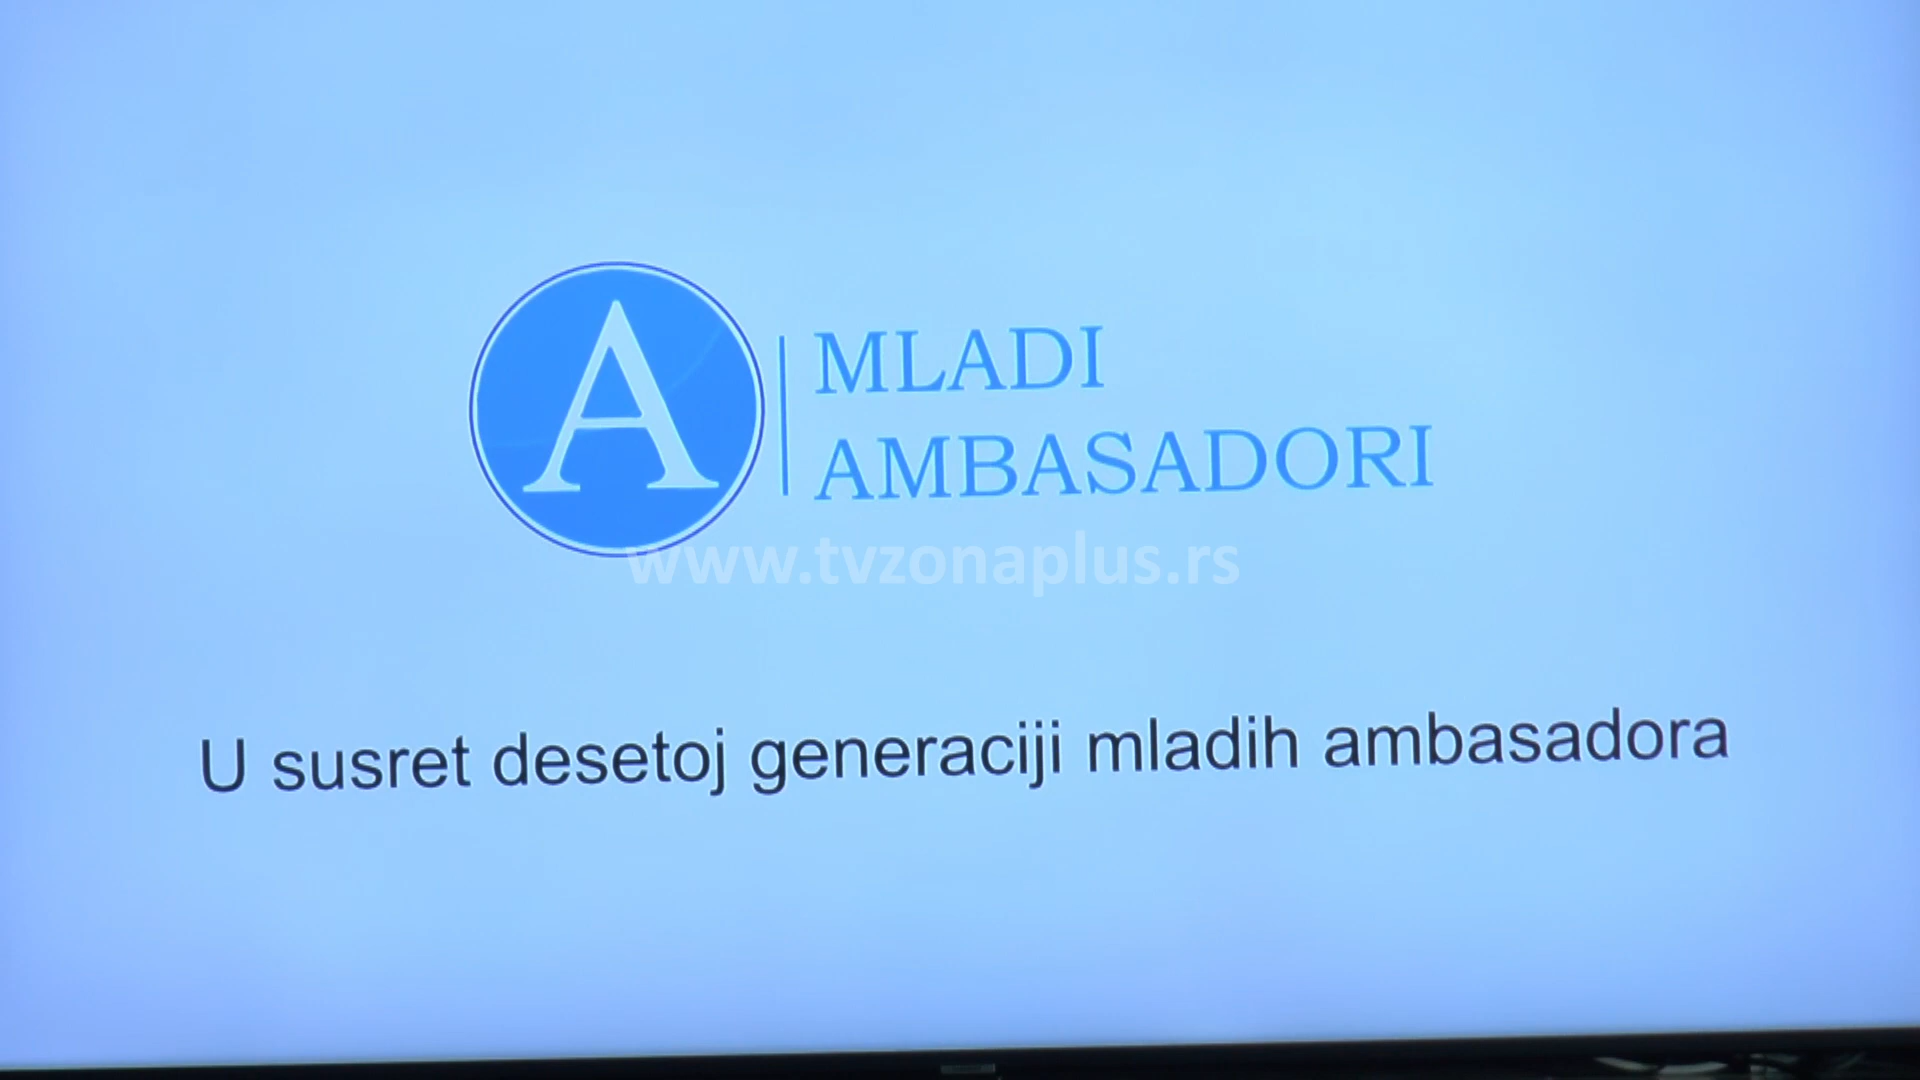 A
MLADI
AMBASADORI
www.tvzonaplus.rs
U susret desetoj generaciji mladih ambasadora